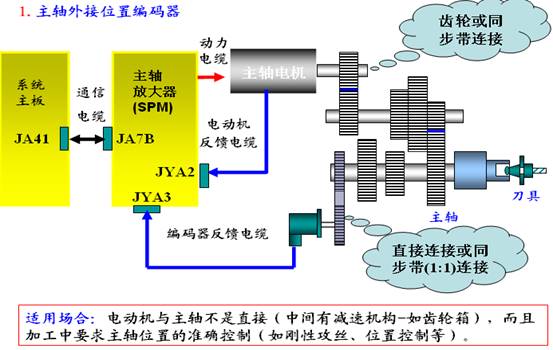 1. 主轴外接位置编码器
齿轮或同
步带连接
动力
电缆
主轴电机
系统
主板
通信
电缆
主轴
放大器
(SPM)
JA41
JA7B
电动机
反馈电缆
JYA2
JYA3
编码器反馈电缆
主轴
刀具
直接连接或同
步带(1:1)连接
适用场合：电动机与主轴不是直接（中间有减速机构-如齿轮箱），而且
加工中要求主轴位置的准确控制（如刚性攻丝、位置控制等）。